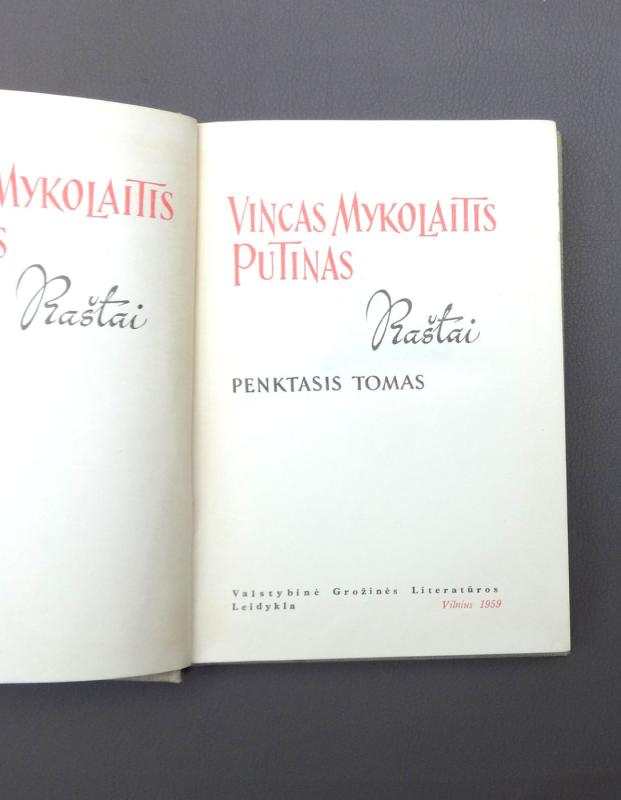 MYKOLAITIS
S
Raštai
VINCAS MYKOLAITIS
PUTINAS
Raštai
PENKTASIS TOMAS
Valstybinė Grožinės Literatūros
Leidykla Vilnius 1959